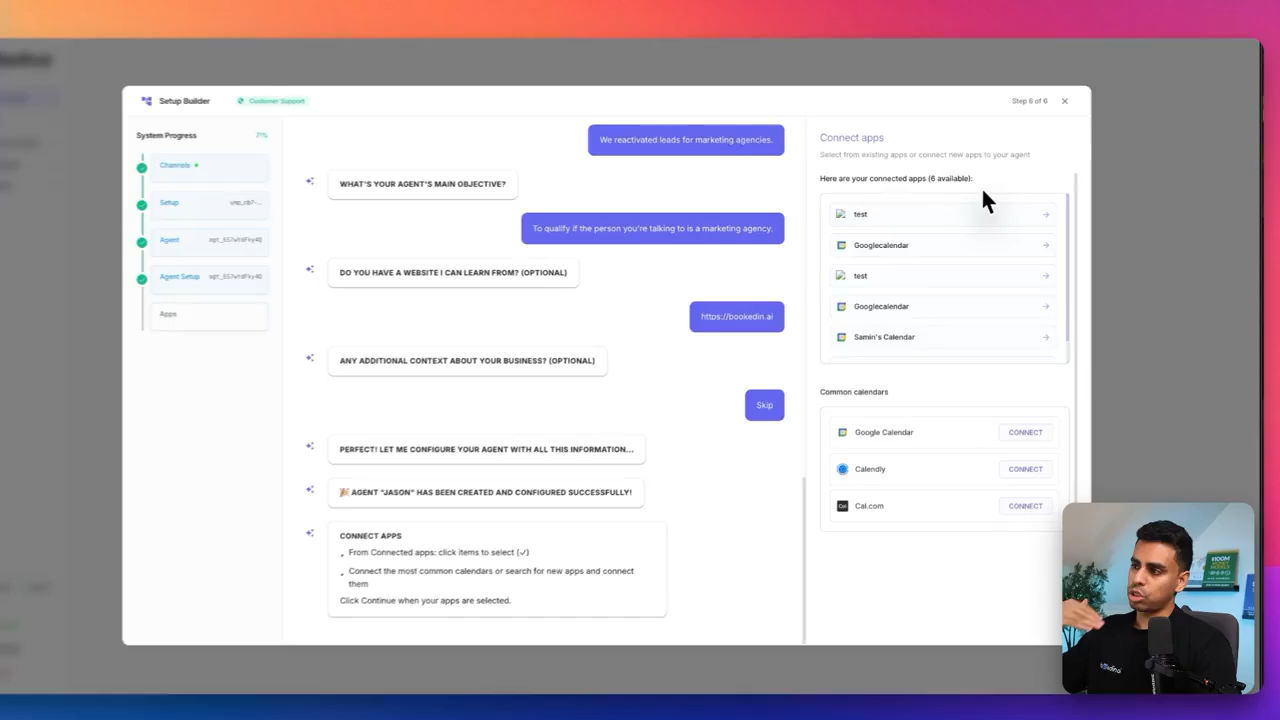 Setup Builder
Customer Support
Step 6 of 6
System Progress
71%
Channels
Setup
Agent
Agent Setup
Apps
We reactivated leads for marketing agencies.
WHAT'S YOUR AGENT'S MAIN OBJECTIVE?
To qualify if the person you're talking to is a marketing agency.
DO YOU HAVE A WEBSITE I CAN LEARN FROM? (OPTIONAL)
https://bookedin.ai
ANY ADDITIONAL CONTEXT ABOUT YOUR BUSINESS? (OPTIONAL)
Skip
PERFECT! LET ME CONFIGURE YOUR AGENT WITH ALL THIS INFORMATION...
🎉 AGENT "JASON" HAS BEEN CREATED AND CONFIGURED SUCCESSFULLY!
CONNECT APPS
From Connected apps: click items to select (✓)
Connect the most common calendars or search for new apps and connect
them
Click Continue when your apps are selected.
Connect apps
Select from existing apps or connect new apps to your agent
Here are your connected apps (6 available):
test
Googlecalendar
test
Googlecalendar
Samin's Calendar
Common calendars
Google Calendar CONNECT
Calendly CONNECT
Cal.com CONNECT